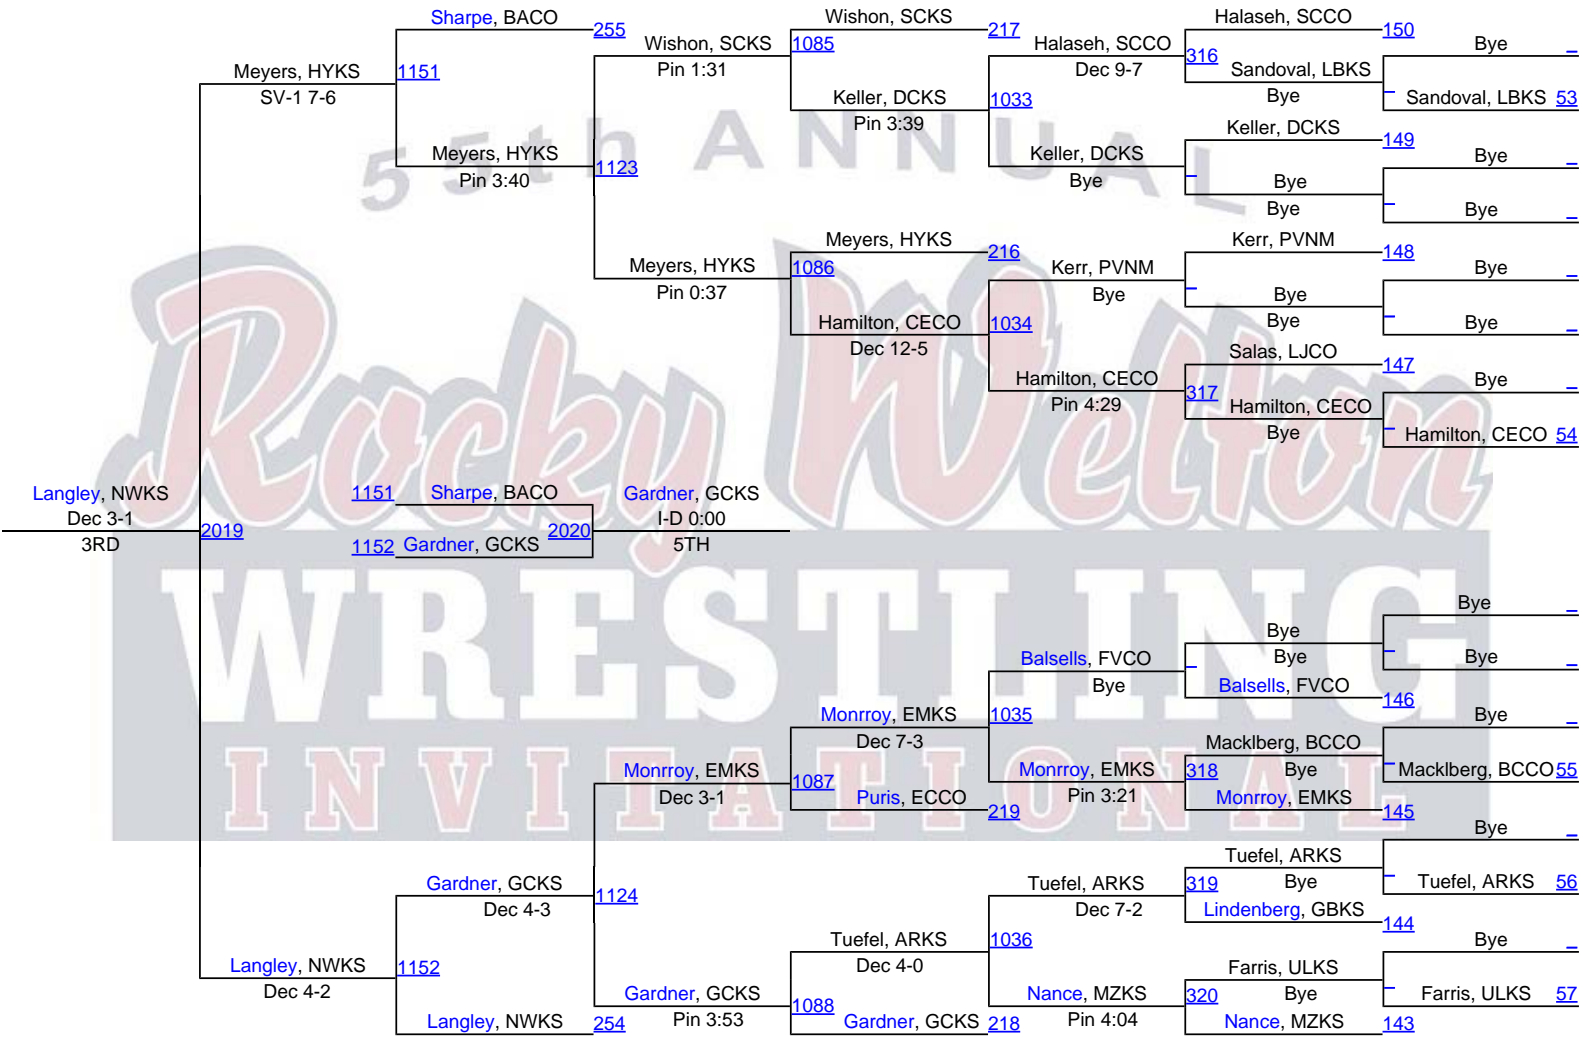 Sharpe, BACO
255
Meyers, HYKS
SV-1 7-6
1151
Meyers, HYKS
Pin 3:40
Wishon, SCKS
Pin 1:31
1123
Meyers, HYKS
Pin 0:37
Wishon, SCKS
217
1085
Keller, DCKS
Pin 3:39
Meyers, HYKS
216
1086
Hamilton, CECO
Dec 12-5
Halaseh, SCCO
Dec 9-7
1033
Keller, DCKS
Bye
Kerr, PVNM
Bye
1034
Hamilton, CECO
Pin 4:29
Halaseh, SCCO
150
316
Sandoval, LBKS
Bye
Keller, DCKS
149
Bye
Bye
Kerr, PVNM
148
Bye
Bye
Salas, LJCO
147
317
Hamilton, CECO
Bye
Bye
Sandoval, LBKS 53
Bye
Bye
Bye
Bye
Bye
Hamilton, CECO 54
55th ANNUAL
Rocky Welton
WRESTLING
INVITATIONAL
Langley, NWKS
Dec 3-1
3RD
2019
1151 Sharpe, BACO
1152 Gardner, GCKS
2020
Gardner, GCKS
I-D 0:00
5TH
Langley, NWKS
Dec 4-2
1152
Gardner, GCKS
Dec 4-3
Langley, NWKS 254
1124
Monrroy, EMKS
Dec 3-1
Gardner, GCKS
Pin 3:53
1087
Monrroy, EMKS
Dec 7-3
Puris, ECCO
219
1088
Tuefel, ARKS
Dec 4-0
Gardner, GCKS 218
1035
Balsells, FVCO
Bye
Monrroy, EMKS
Pin 3:21
1036
Tuefel, ARKS
Dec 7-2
Nance, MZKS
Pin 4:04
Bye
Bye
Balsells, FVCO
146
318
Macklberg, BCCO
Bye
Monrroy, EMKS
145
319
Tuefel, ARKS
Bye
Lindenberg, GBKS
144
320
Farris, ULKS
Bye
Nance, MZKS 143
Bye
Bye
Bye
Macklberg, BCCO 55
Bye
Tuefel, ARKS 56
Bye
Farris, ULKS 57